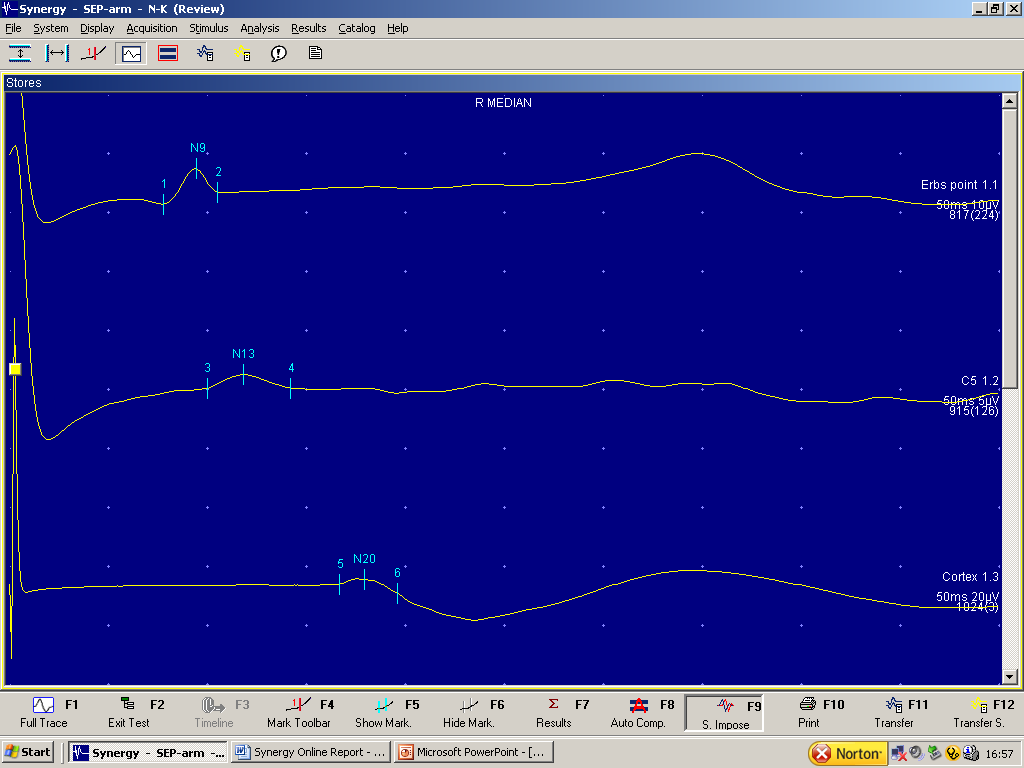 Synergy - SEP-arm - N-K (Review)
File System Display Acquisition Stimulus Analysis Results Catalog Help
Stores
R MEDIAN
N9
1
2
Erbs point 1.1
50ms 10µV
817(224)
N13
3
4
C5 1.2
50ms 5µV
915(126)
N20
5
6
Cortex 1.3
50ms 20µV
1024(3)
F1 F2 F3 F4 F5 F6 F7 F8 F9 F10 F11 F12
Full Trace Exit Test Timeline Mark Toolbar Show Mark. Hide Mark. Results Auto Comp. S. Impose Print Transfer Transfer S.
Start Synergy - SEP-arm -... Synergy Online Report - ... Microsoft PowerPoint - [... Norton 16:57